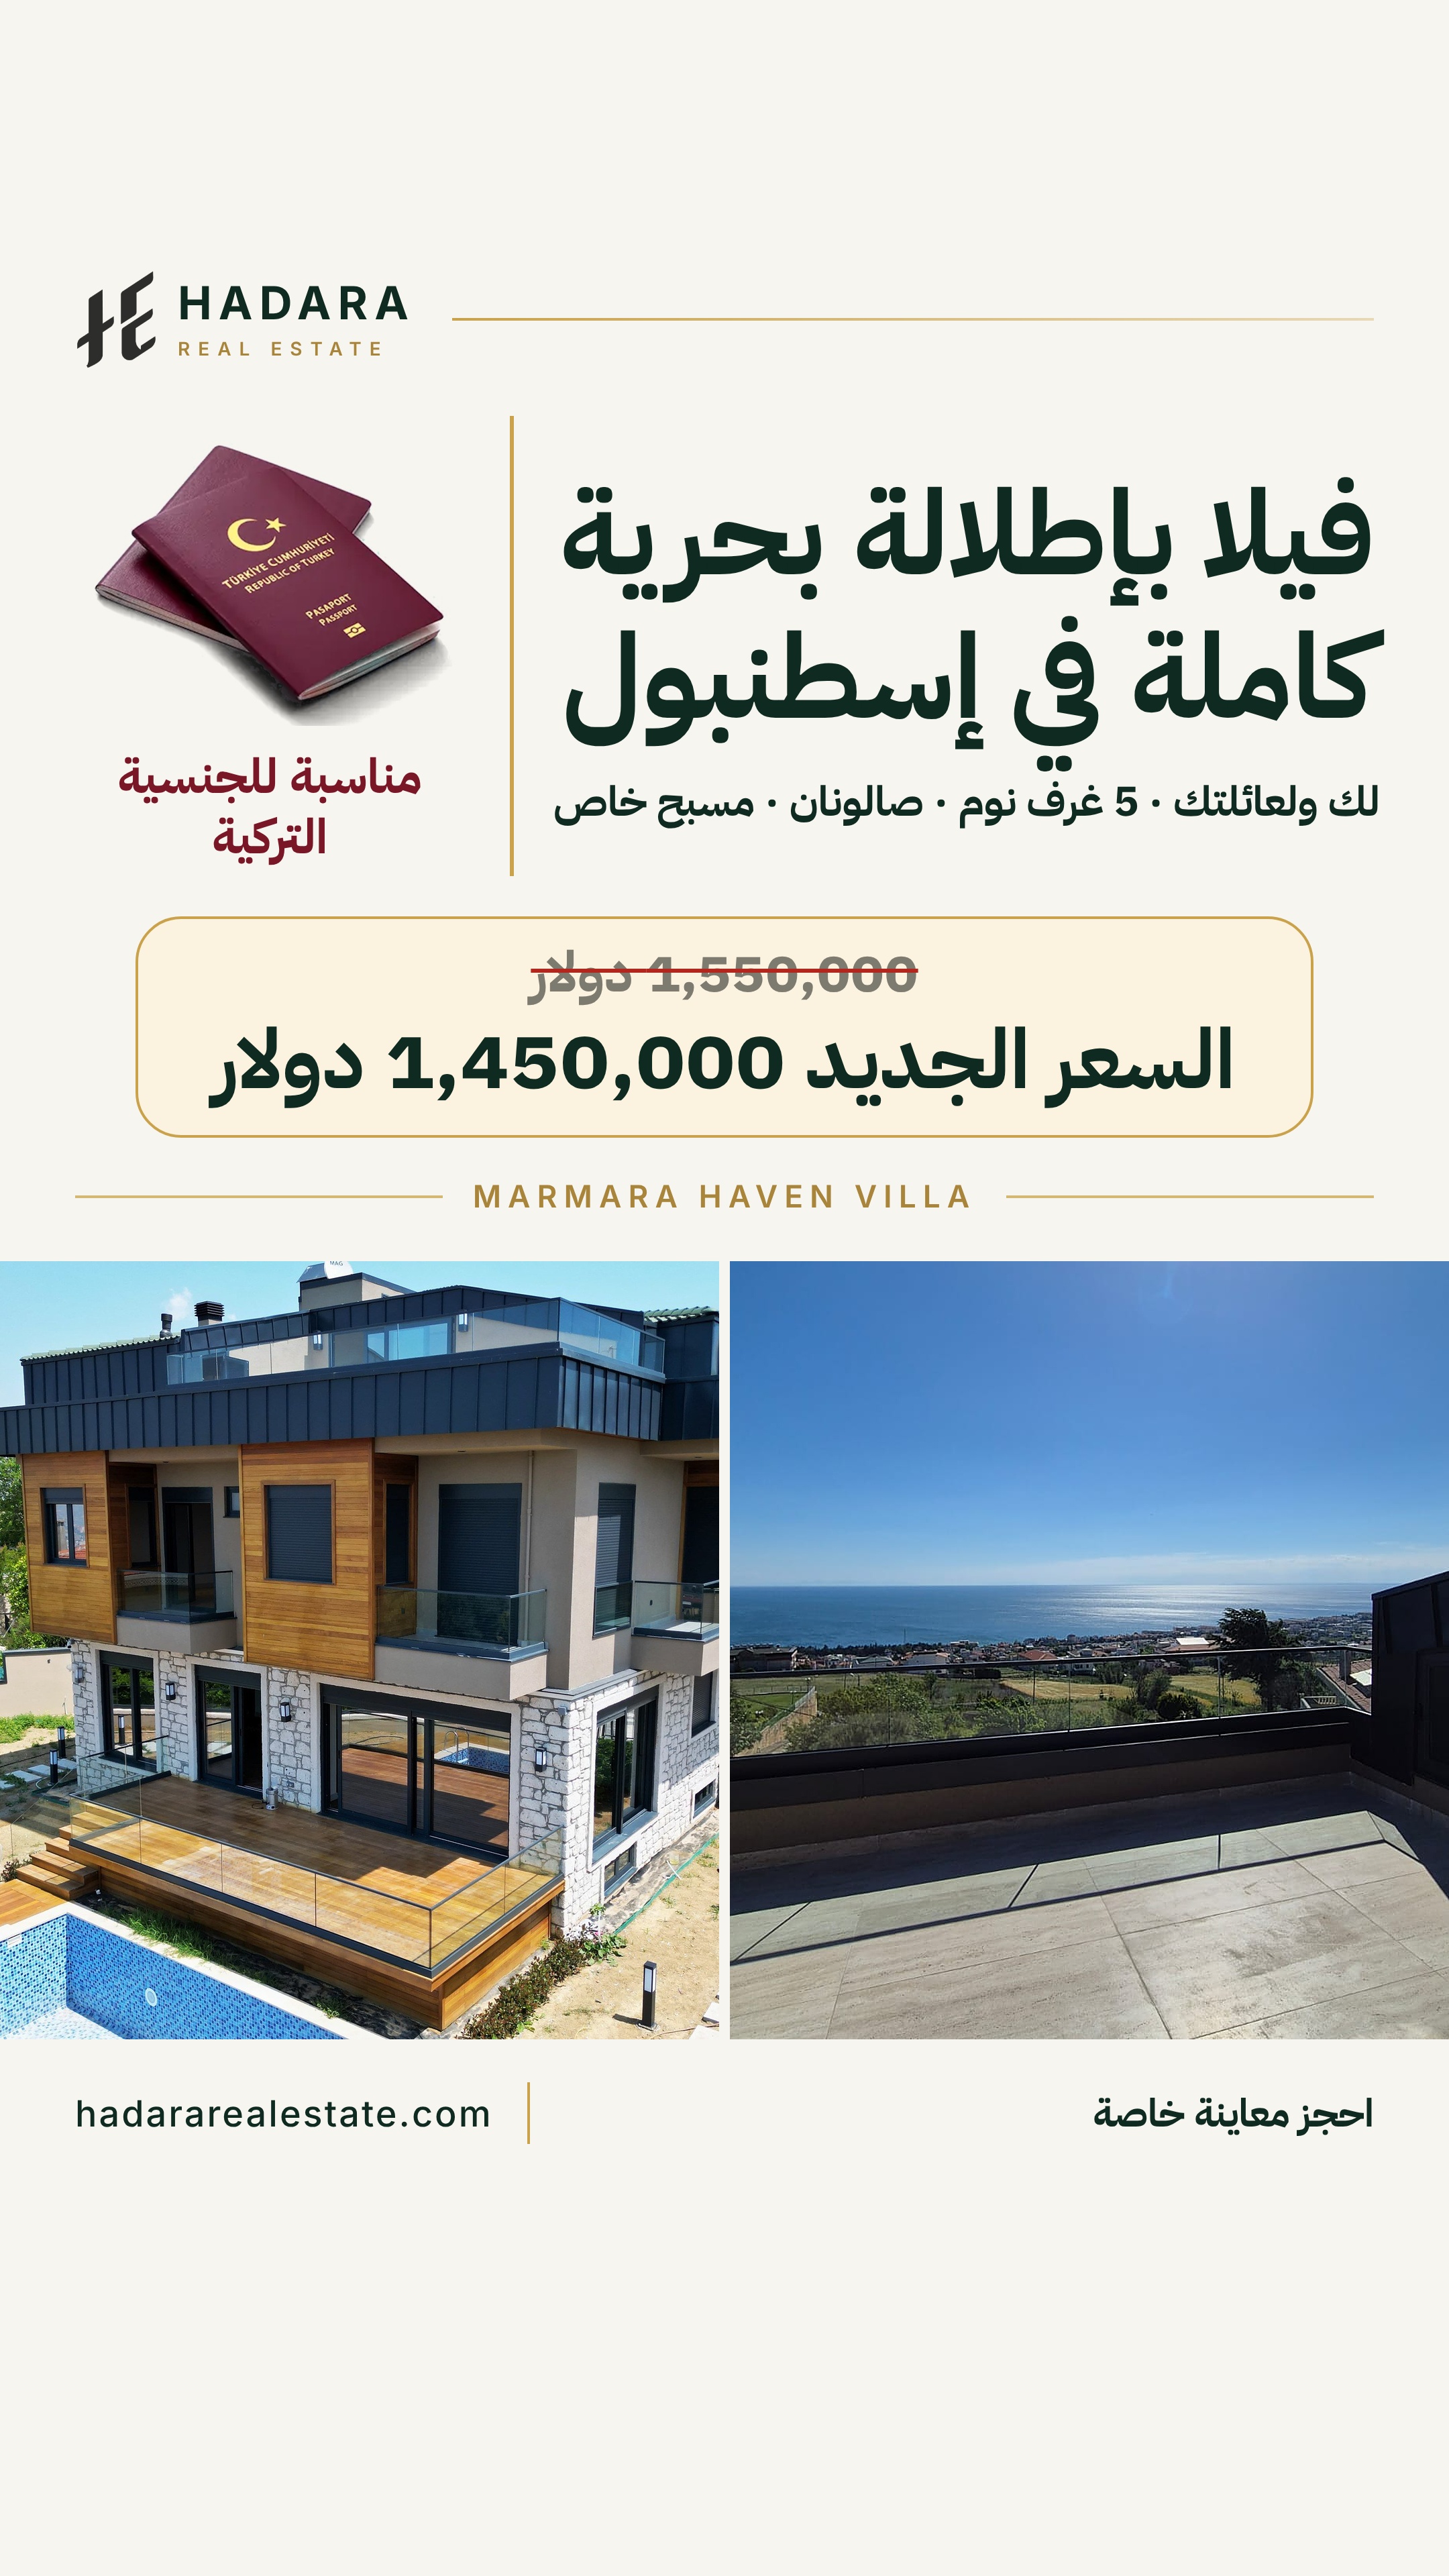 HADARA
REAL ESTATE
فيلا بإطلالة بحرية
كاملة في إسطنبول
لك ولعائلتك · 5 غرف نوم · صالونان · مسبح خاص
TÜRKİYE CUMHURİYETİ
REPUBLIC OF TURKEY
PASAPORT
PASSPORT
مناسبة للجنسية
التركية
1,550,000 دولار
السعر الجديد 1,450,000 دولار
MARMARA HAVEN VILLA
MAG
احجز معاينة خاصة
hadararealestate.com